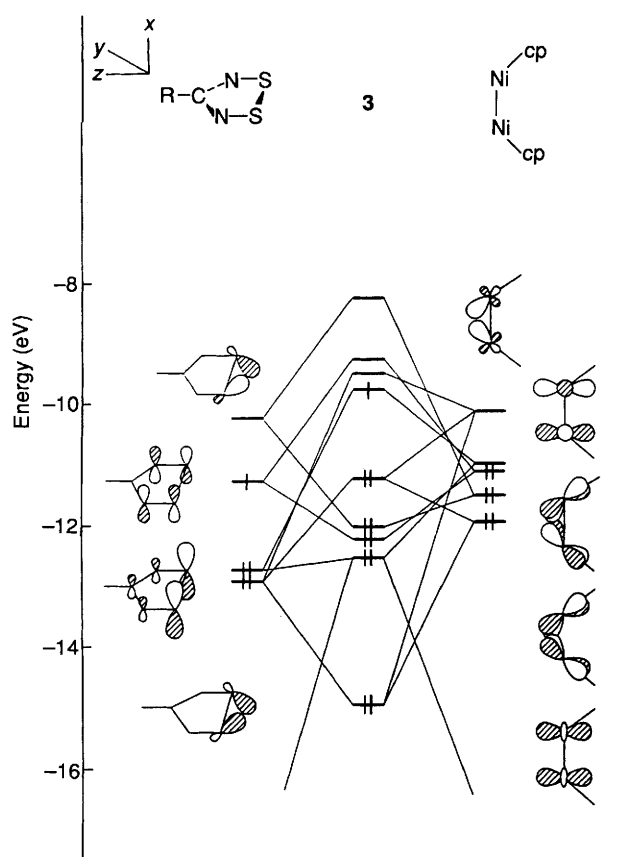 x
y
z
R–C N–S
N–S
3
cp
Ni
Ni
cp
Energy (eV)
−8
−10
−12
−14
−16